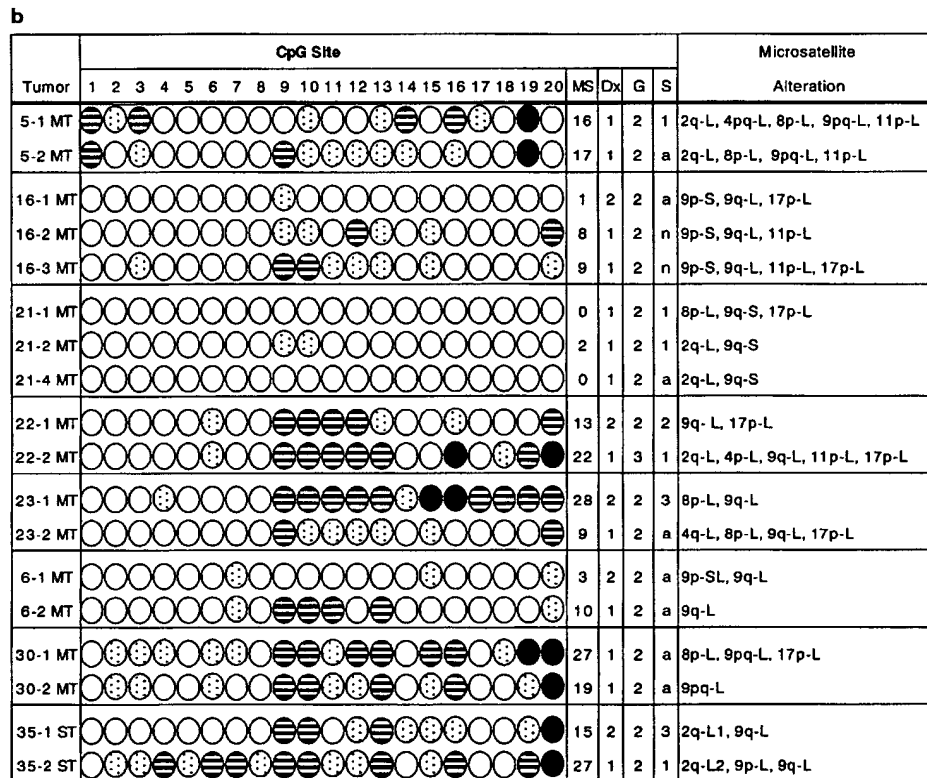 b
CpG Site Microsatellite
Tumor 1 2 3 4 5 6 7 8 9 10 11 12 13 14 15 16 17 18 19 20 MS Dx G S Alteration
5-1 MT 16 1 2 1 2q-L, 4pq-L, 8p-L, 9pq-L, 11p-L
5-2 MT 17 1 2 a 2q-L, 8p-L, 9pq-L, 11p-L
16-1 MT 1 2 2 a 9p-S, 9q-L, 17p-L
16-2 MT 8 1 2 n 9p-S, 9q-L, 11p-L
16-3 MT 9 1 2 n 9p-S, 9q-L, 11p-L, 17p-L
21-1 MT 0 1 2 1 8p-L, 9q-S, 17p-L
21-2 MT 2 1 2 1 2q-L, 9q-S
21-4 MT 0 1 2 a 2q-L, 9q-S
22-1 MT 13 2 2 2 9q- L, 17p-L
22-2 MT 22 1 3 1 2q-L, 4p-L, 9q-L, 11p-L, 17p-L
23-1 MT 28 2 2 3 8p-L, 9q-L
23-2 MT 9 1 2 a 4q-L, 8p-L, 9q-L, 17p-L
6-1 MT 3 2 2 a 9p-SL, 9q-L
6-2 MT 10 1 2 a 9q-L
30-1 MT 27 1 2 a 8p-L, 9pq-L, 17p-L
30-2 MT 19 1 2 a 9pq-L
35-1 ST 15 2 2 3 2q-L1, 9q-L
35-2 ST 27 1 2 1 2q-L2, 9p-L, 9q-L